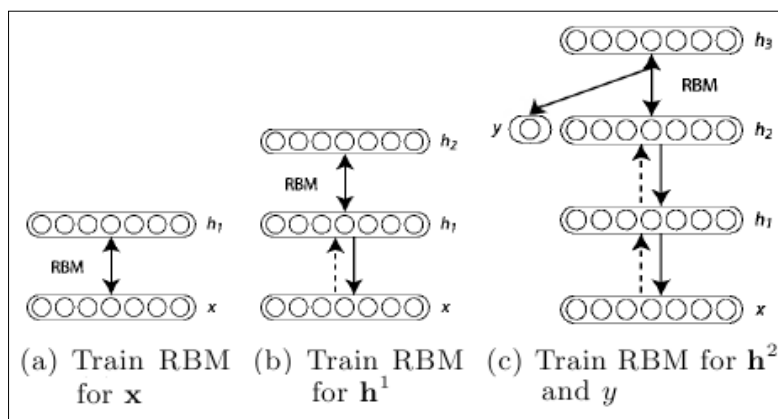 h₃
RBM
y
h₂
h₂
RBM
h₁
h₁
h₁
RBM
x
x
x
(a) Train RBM for x
(b) Train RBM for h¹
(c) Train RBM for h² and y